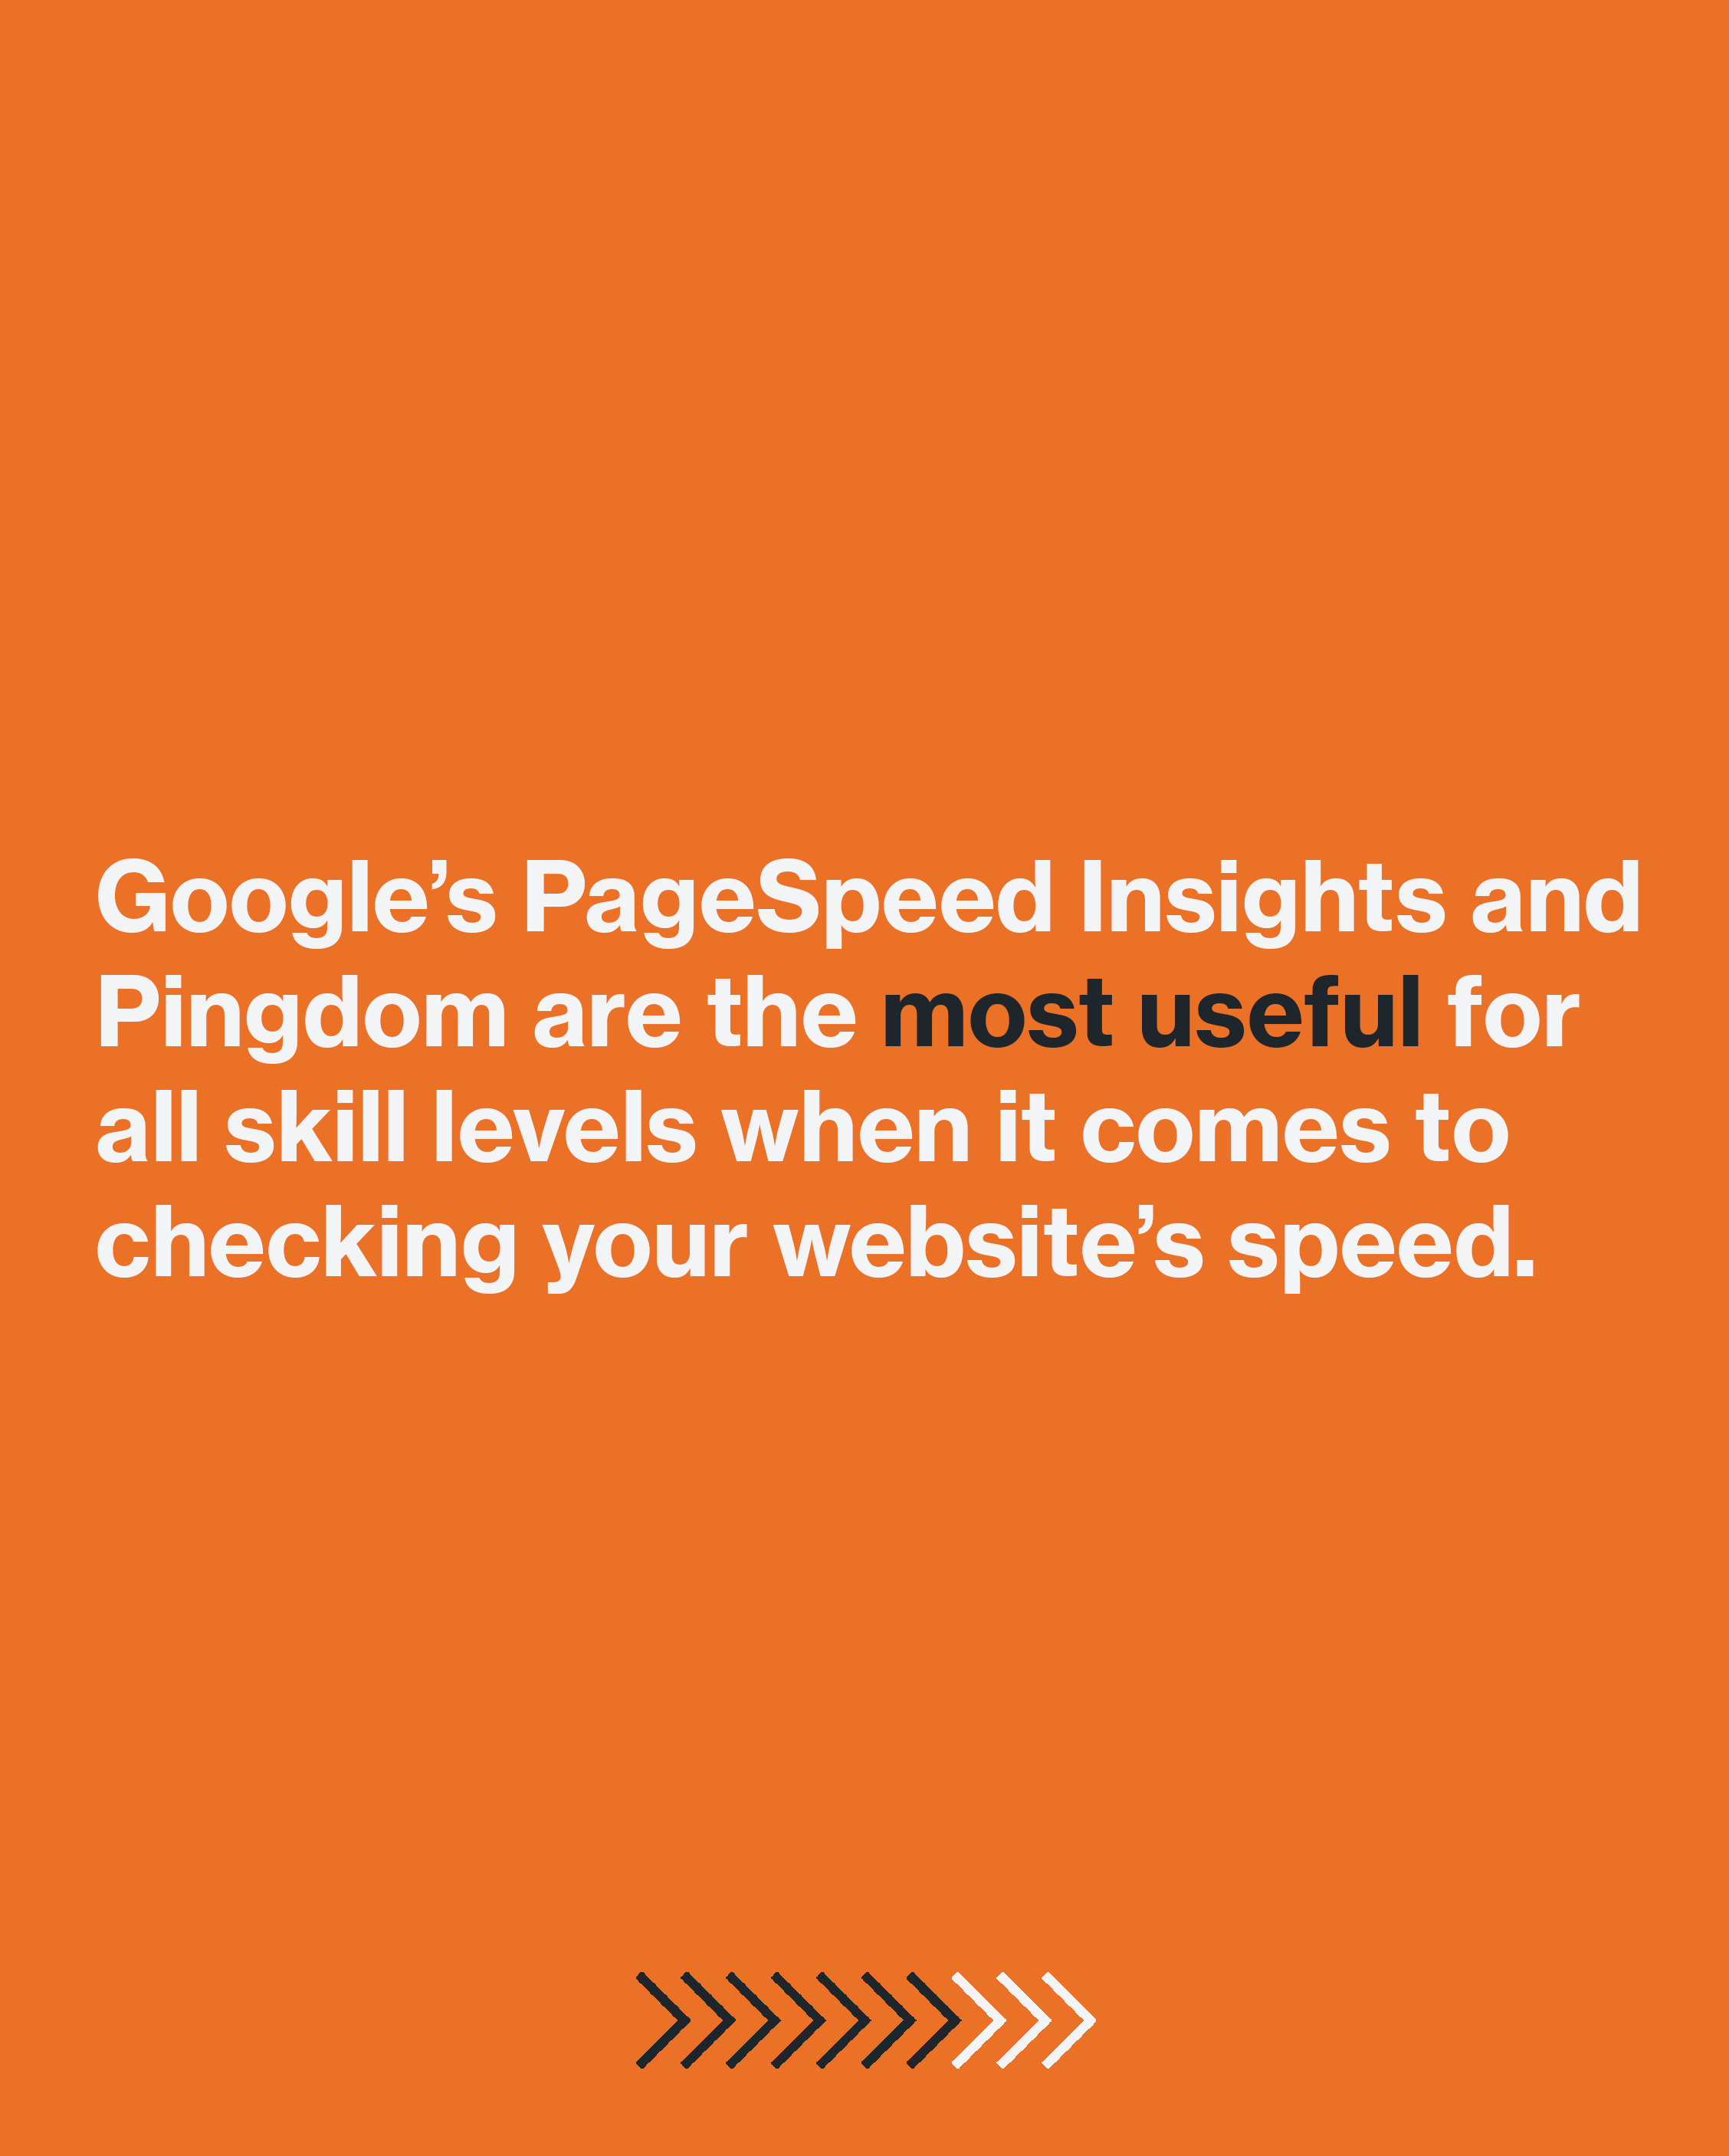 Google’s PageSpeed Insights and
Pingdom are the most useful for
all skill levels when it comes to
checking your website’s speed.